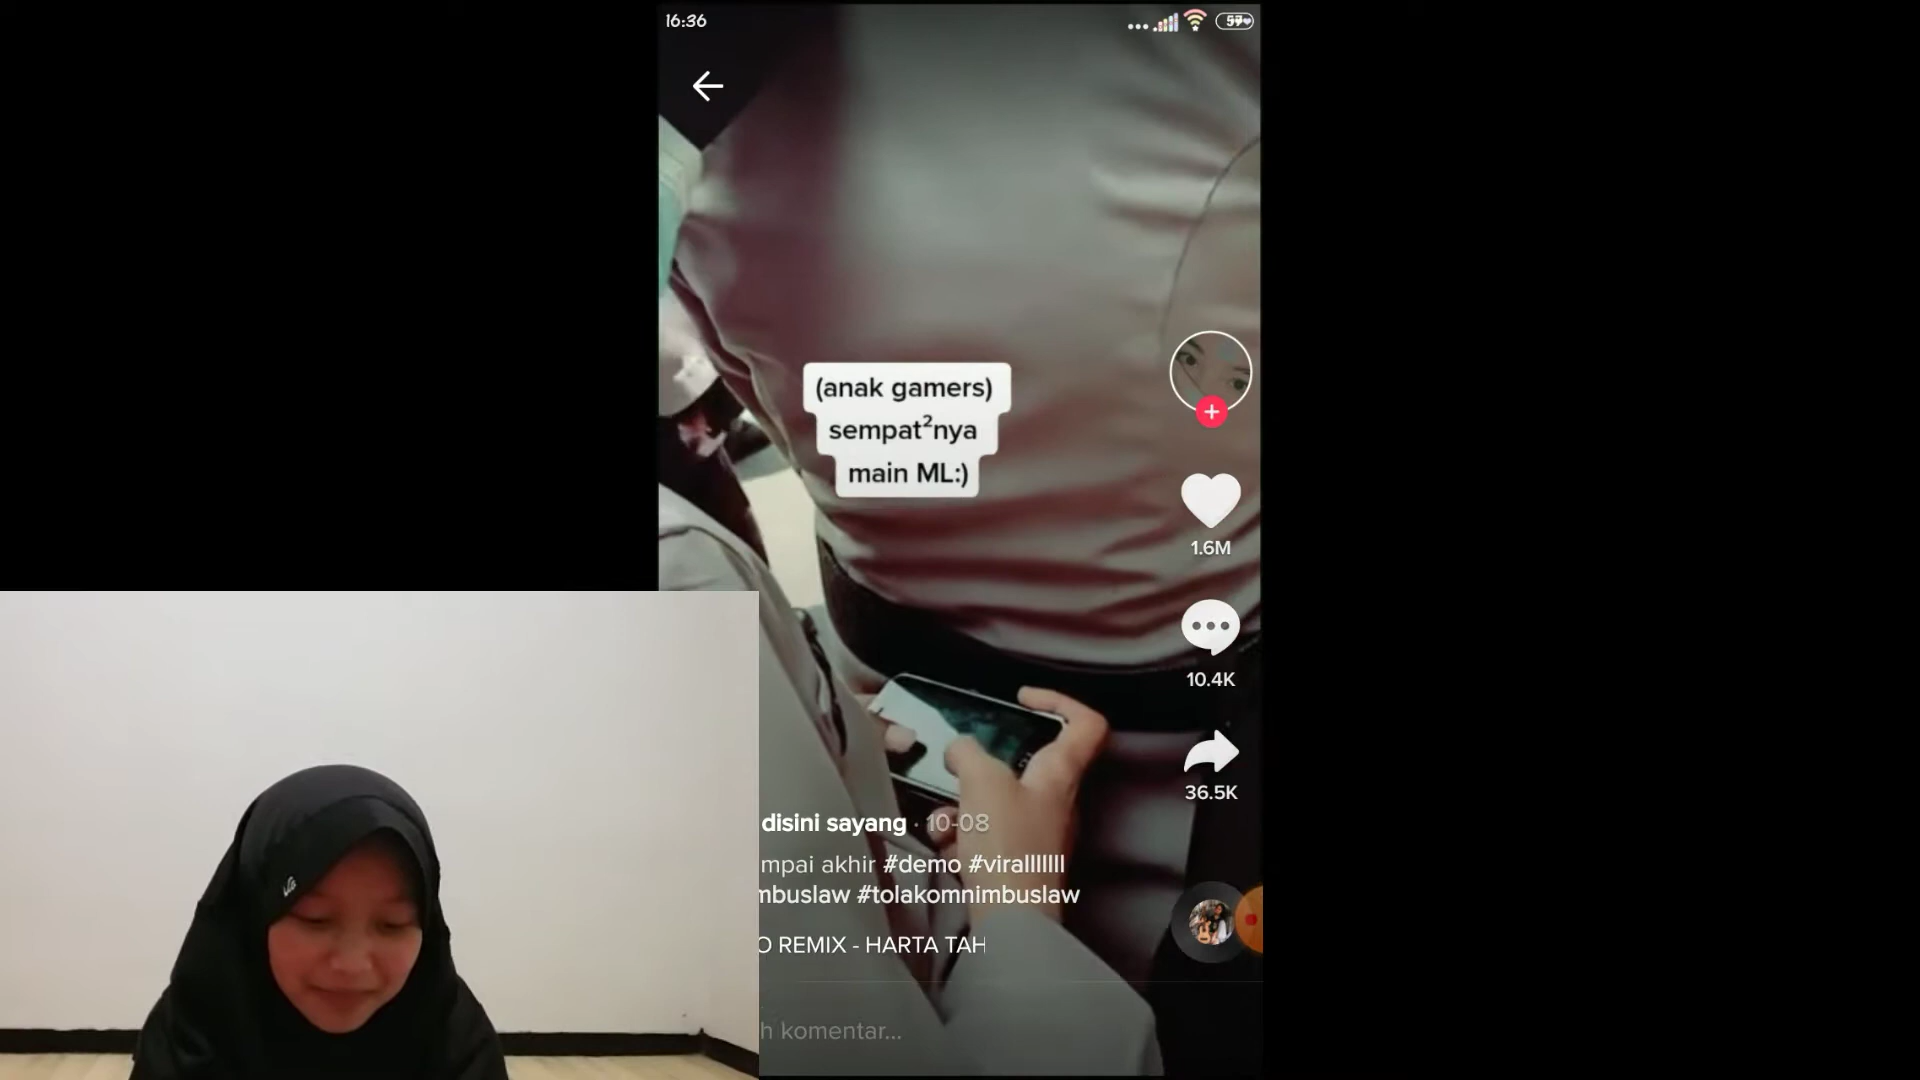 16:36
57
(anak gamers)
sempat²nya
main ML:)
1.6M
10.4K
36.5K
disini sayang · 10-08
mpai akhir #demo #viralllllll
mbuslaw #tolakomnimbuslaw
O REMIX - HARTA TAH
h komentar...